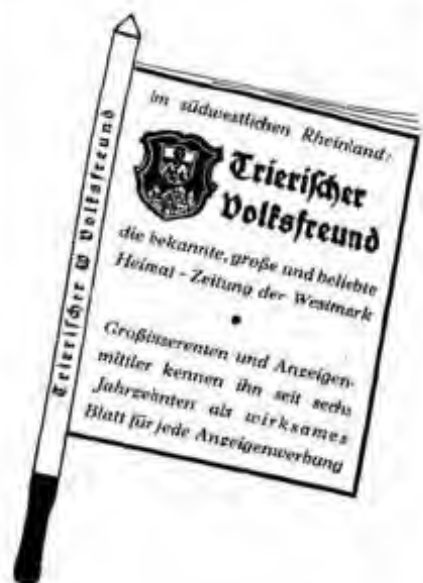 im südwestlichen Rheinland:
Trierischer
Volksfreund
die bekannte, große und beliebte
Heimat-Zeitung der Westmark
Großinserenten und Anzeigen-
mittler kennen ihn seit sechs
Jahrzehnten als wirksames
Blatt für jede Anzeigenwerbung
Trierischer Volksfreund